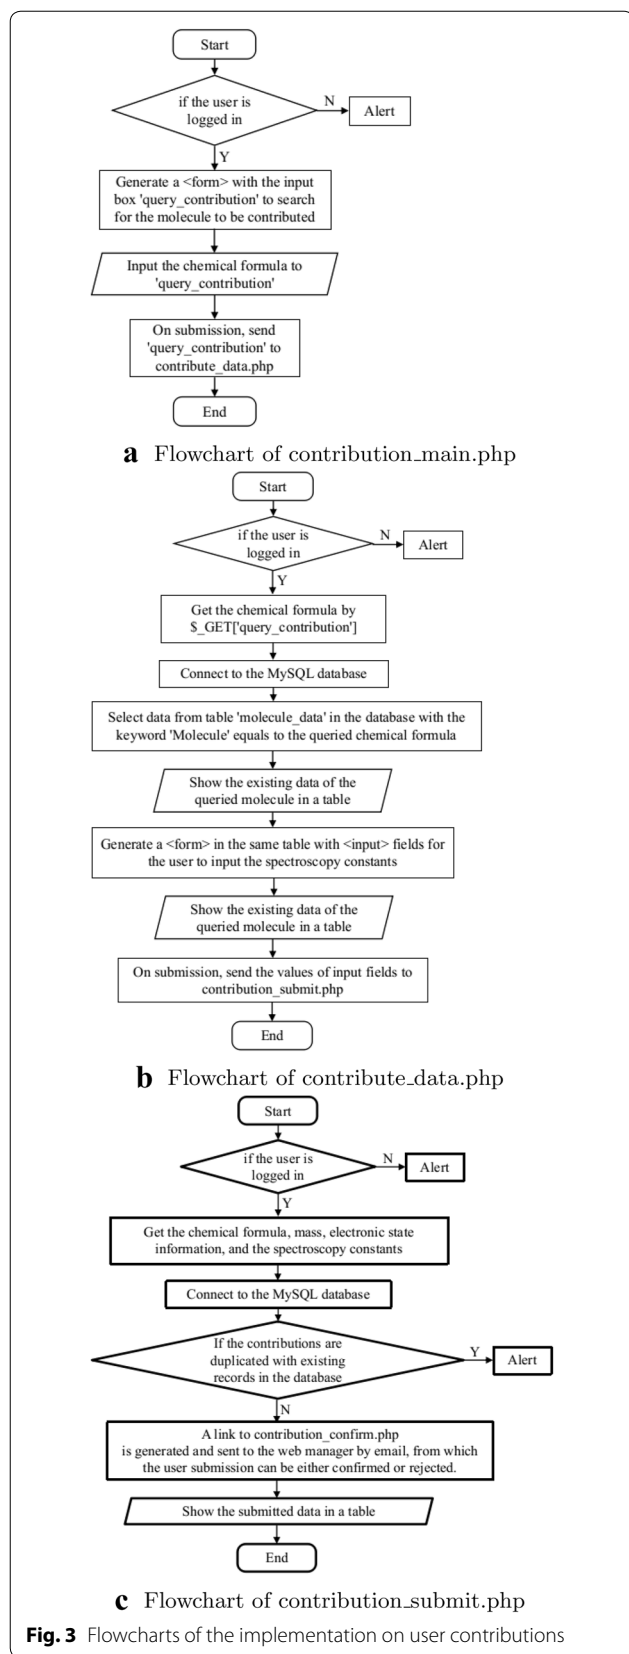 Start
if the user is
logged in
N
Alert
Y
Generate a <form> with the input
box 'query_contribution' to search
for the molecule to be contributed
Input the chemical formula to
'query_contribution'
On submission, send
'query_contribution' to
contribute_data.php
End
a Flowchart of contribution_main.php
Start
if the user is
logged in
N
Alert
Y
Get the chemical formula by
$_GET['query_contribution']
Connect to the MySQL database
Select data from table 'molecule_data' in the database with the
keyword 'Molecule' equals to the queried chemical formula
Show the existing data of the
queried molecule in a table
Generate a <form> in the same table with <input> fields for
the user to input the spectroscopy constants
Show the existing data of the
queried molecule in a table
On submission, send the values of input fields to
contribution_submit.php
End
b Flowchart of contribute_data.php
Start
if the user is
logged in
N
Alert
Y
Get the chemical formula, mass, electronic state
information, and the spectroscopy constants
Connect to the MySQL database
If the contributions are
duplicated with existing
records in the database
Y
Alert
N
A link to contribution_confirm.php
is generated and sent to the web manager by email, from which
the user submission can be either confirmed or rejected.
Show the submitted data in a table
End
c Flowchart of contribution_submit.php
Fig. 3 Flowcharts of the implementation on user contributions